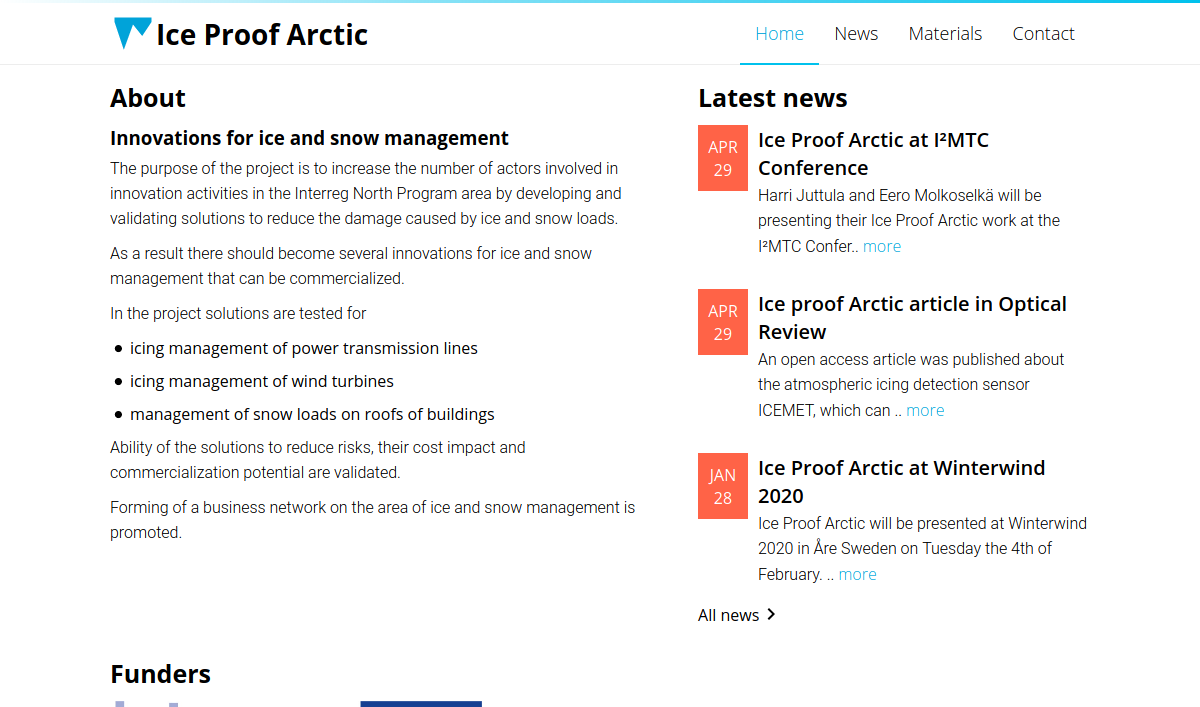 Ice Proof Arctic
Home
News
Materials
Contact
About
Innovations for ice and snow management
The purpose of the project is to increase the number of actors involved in
innovation activities in the Interreg North Program area by developing and
validating solutions to reduce the damage caused by ice and snow loads.
As a result there should become several innovations for ice and snow
management that can be commercialized.
In the project solutions are tested for
icing management of power transmission lines
icing management of wind turbines
management of snow loads on roofs of buildings
Ability of the solutions to reduce risks, their cost impact and
commercialization potential are validated.
Forming of a business network on the area of ice and snow management is
promoted.
Latest news
APR
29
Ice Proof Arctic at I²MTC
Conference
Harri Juttula and Eero Molkoselkä will be
presenting their Ice Proof Arctic work at the
I²MTC Confer.. more
APR
29
Ice proof Arctic article in Optical
Review
An open access article was published about
the atmospheric icing detection sensor
ICEMET, which can .. more
JAN
28
Ice Proof Arctic at Winterwind
2020
Ice Proof Arctic will be presented at Winterwind
2020 in Åre Sweden on Tuesday the 4th of
February. .. more
All news
Funders